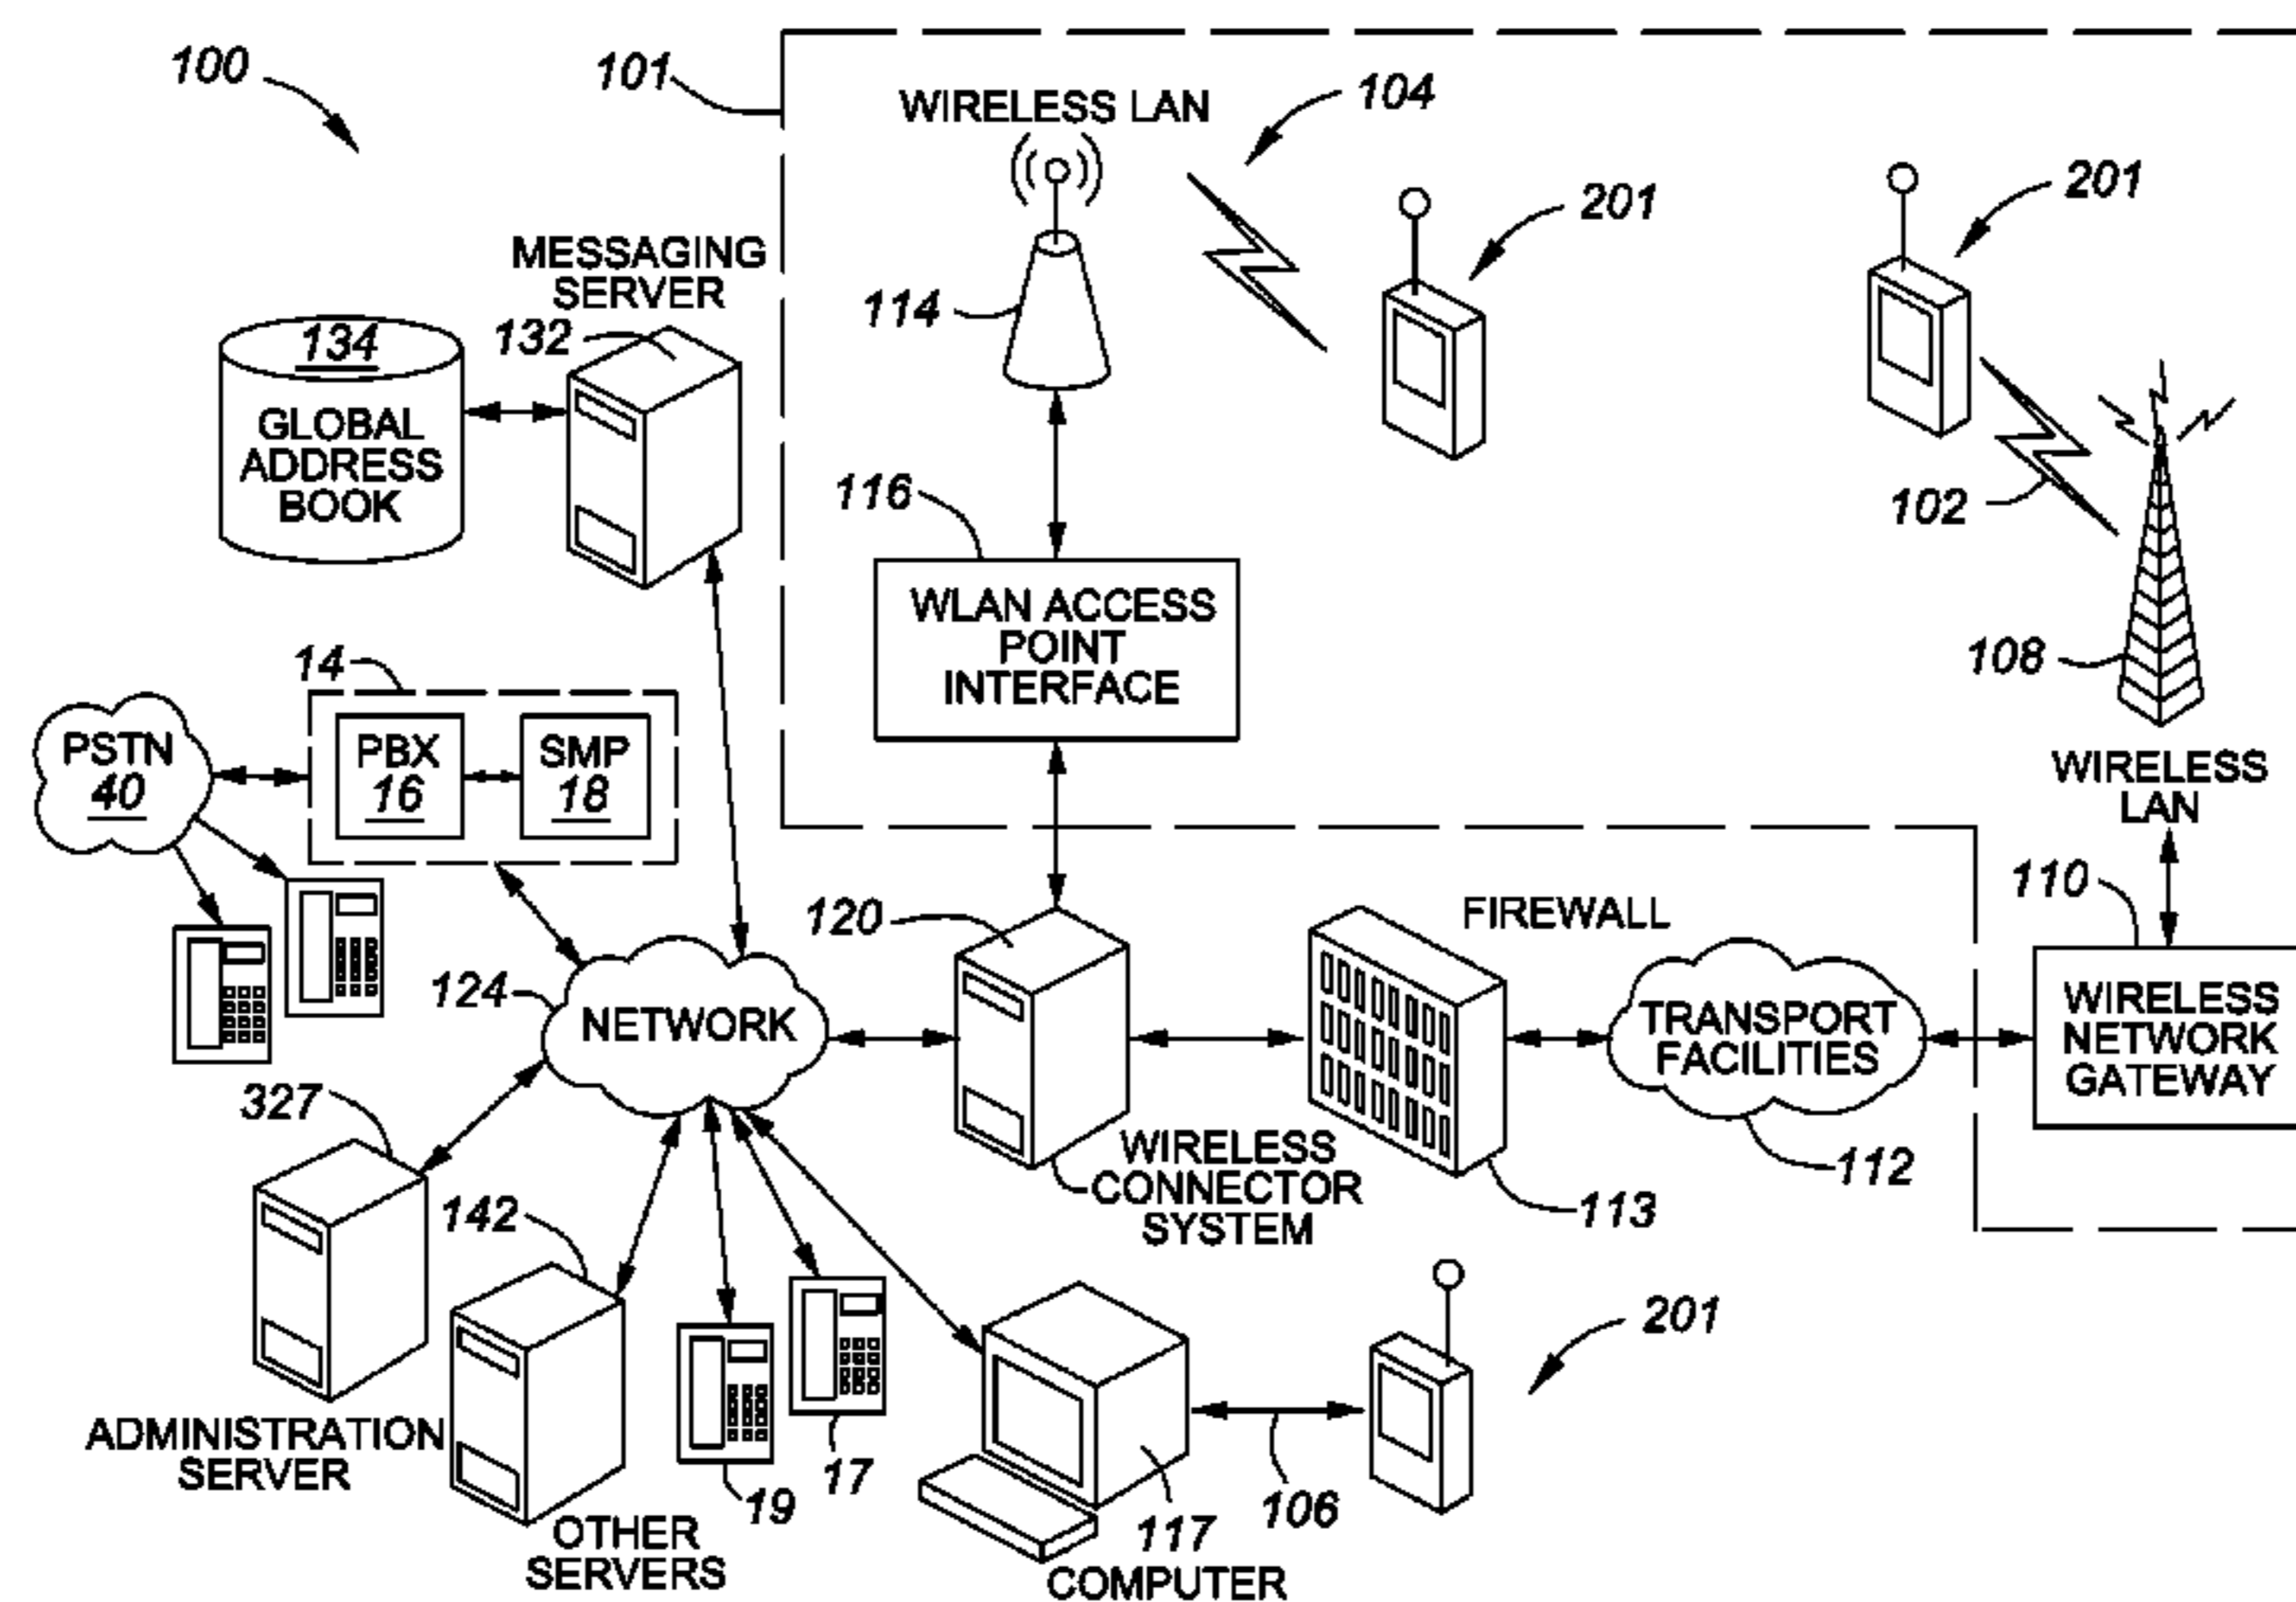 100
101
WIRELESS LAN
104
201
201
MESSAGING
SERVER
132
114
134
GLOBAL
ADDRESS
BOOK
116
102
WLAN ACCESS
POINT
INTERFACE
108
14
PSTN
40
PBX
16
SMP
18
WIRELESS
LAN
110
120
FIREWALL
124
NETWORK
TRANSPORT
FACILITIES
WIRELESS
NETWORK
GATEWAY
327
WIRELESS
CONNECTOR
SYSTEM
113
112
142
201
ADMINISTRATION
SERVER
19
17
106
117
OTHER
SERVERS
COMPUTER